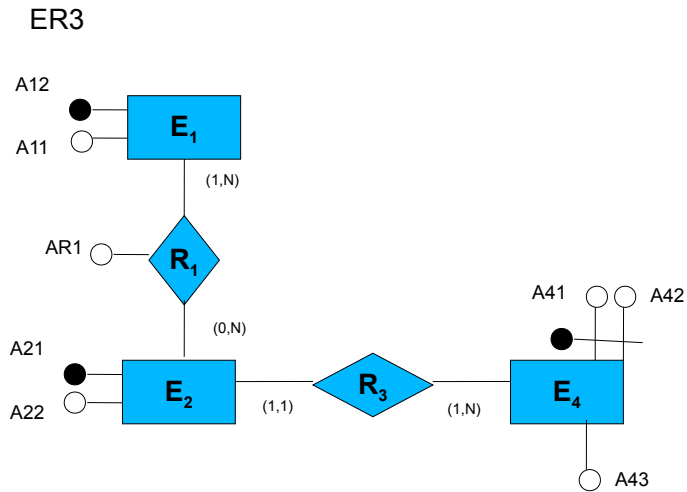 ER3
A12
E₁
A11
(1,N)
AR1
R₁
(0,N)
A41
A42
A21
E₂
(1,1)
R₃
(1,N)
E₄
A22
A43